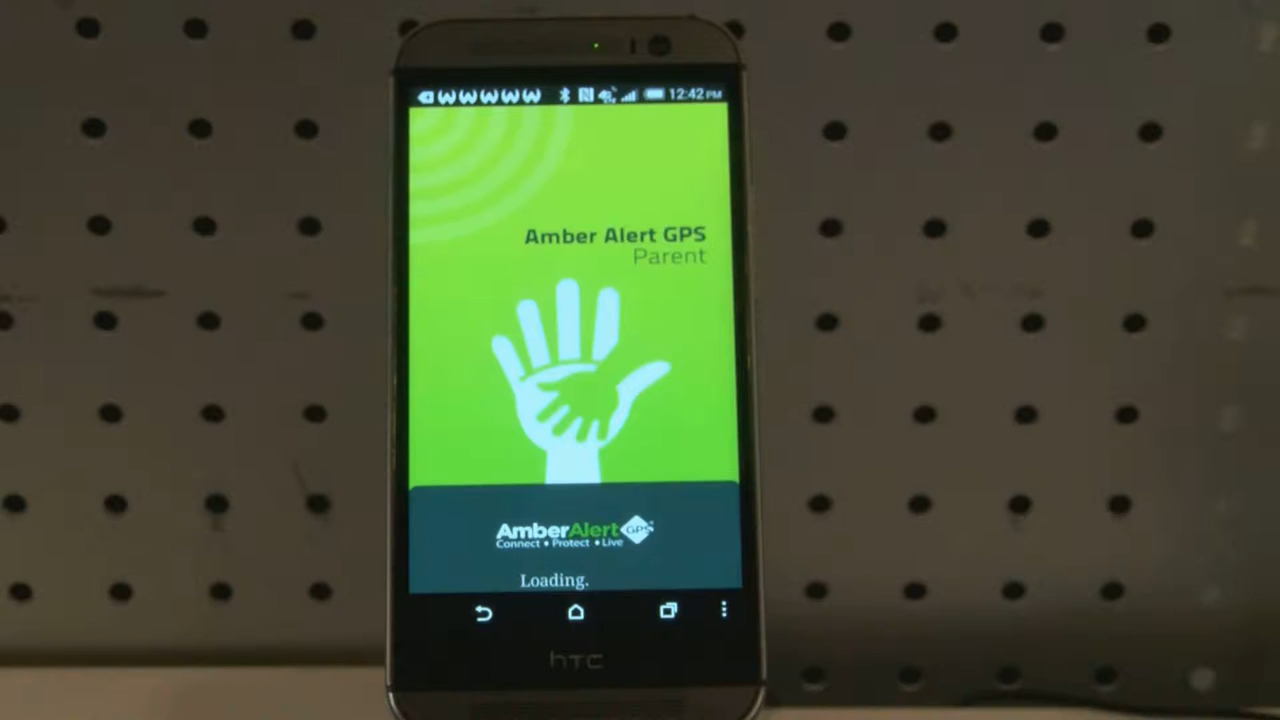 12:42 PM
Amber Alert GPS
Parent
AmberAlert GPS
Connect • Protect • Live
Loading.
hTC